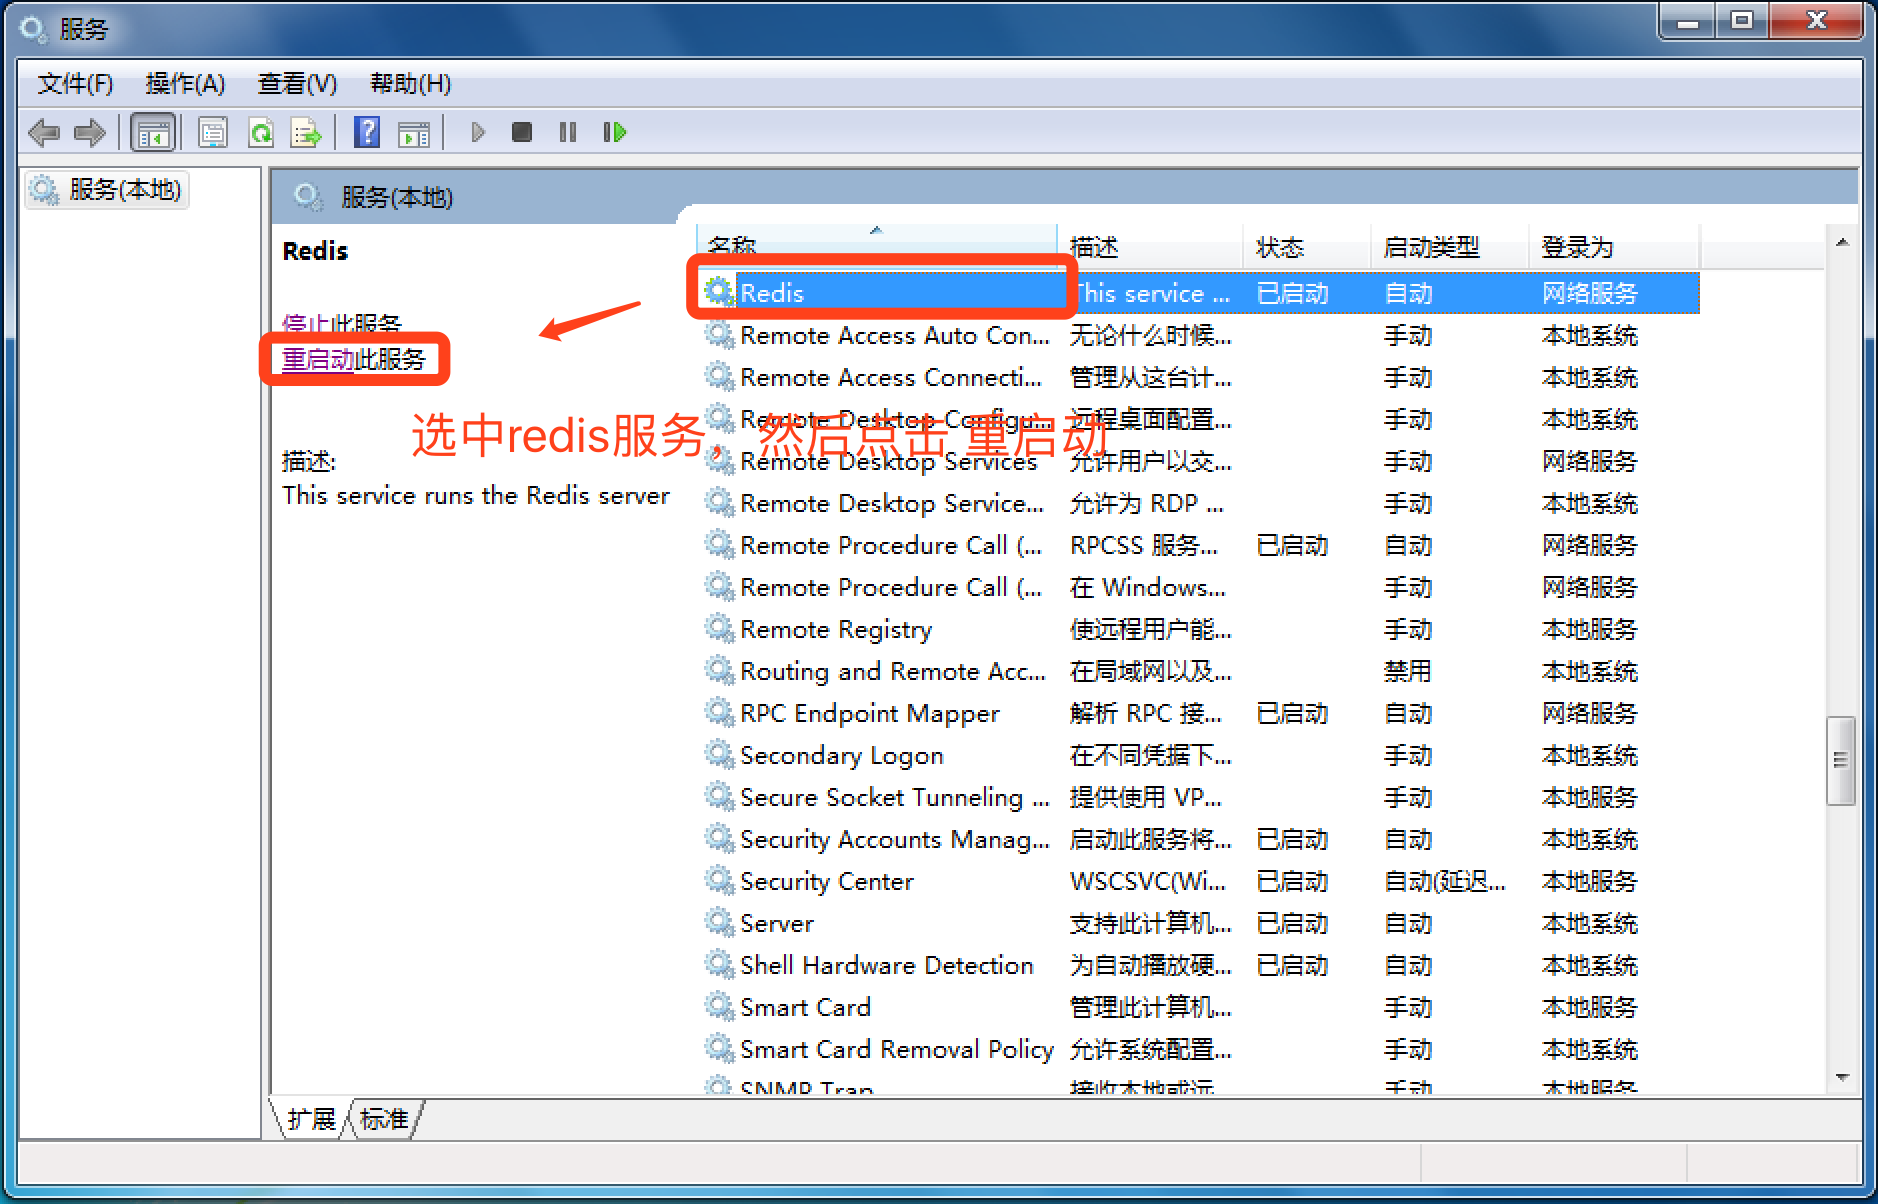 服务
文件(F) 操作(A) 查看(V) 帮助(H)
服务(本地)
服务(本地)
Redis
停止此服务
重启动此服务
描述:
This service runs the Redis server
选中redis服务，然后点击 重启动
名称 描述 状态 启动类型 登录为
Redis This service ... 已启动 自动 网络服务
Remote Access Auto Con... 无论什么时候... 手动 本地系统
Remote Access Connecti... 管理从这台计... 手动 本地系统
Remote Desktop Configu... 远程桌面配置... 手动 本地系统
Remote Desktop Services 允许用户以交... 手动 网络服务
Remote Desktop Service... 允许为 RDP ... 手动 本地系统
Remote Procedure Call (... RPCSS 服务... 已启动 自动 网络服务
Remote Procedure Call (... 在 Windows... 手动 网络服务
Remote Registry 使远程用户能... 手动 本地服务
Routing and Remote Acc... 在局域网以及... 禁用 本地系统
RPC Endpoint Mapper 解析 RPC 接... 已启动 自动 网络服务
Secondary Logon 在不同凭据下... 手动 本地系统
Secure Socket Tunneling ... 提供使用 VP... 手动 本地服务
Security Accounts Manag... 启动此服务将... 已启动 自动 本地系统
Security Center WSCSVC(Wi... 已启动 自动(延迟... 本地服务
Server 支持此计算机... 已启动 自动 本地系统
Shell Hardware Detection 为自动播放硬... 已启动 自动 本地系统
Smart Card 管理此计算机... 手动 本地服务
Smart Card Removal Policy 允许系统配置... 手动 本地系统
SNMP Trap 接收本地或远 手动 本地服务
扩展 标准